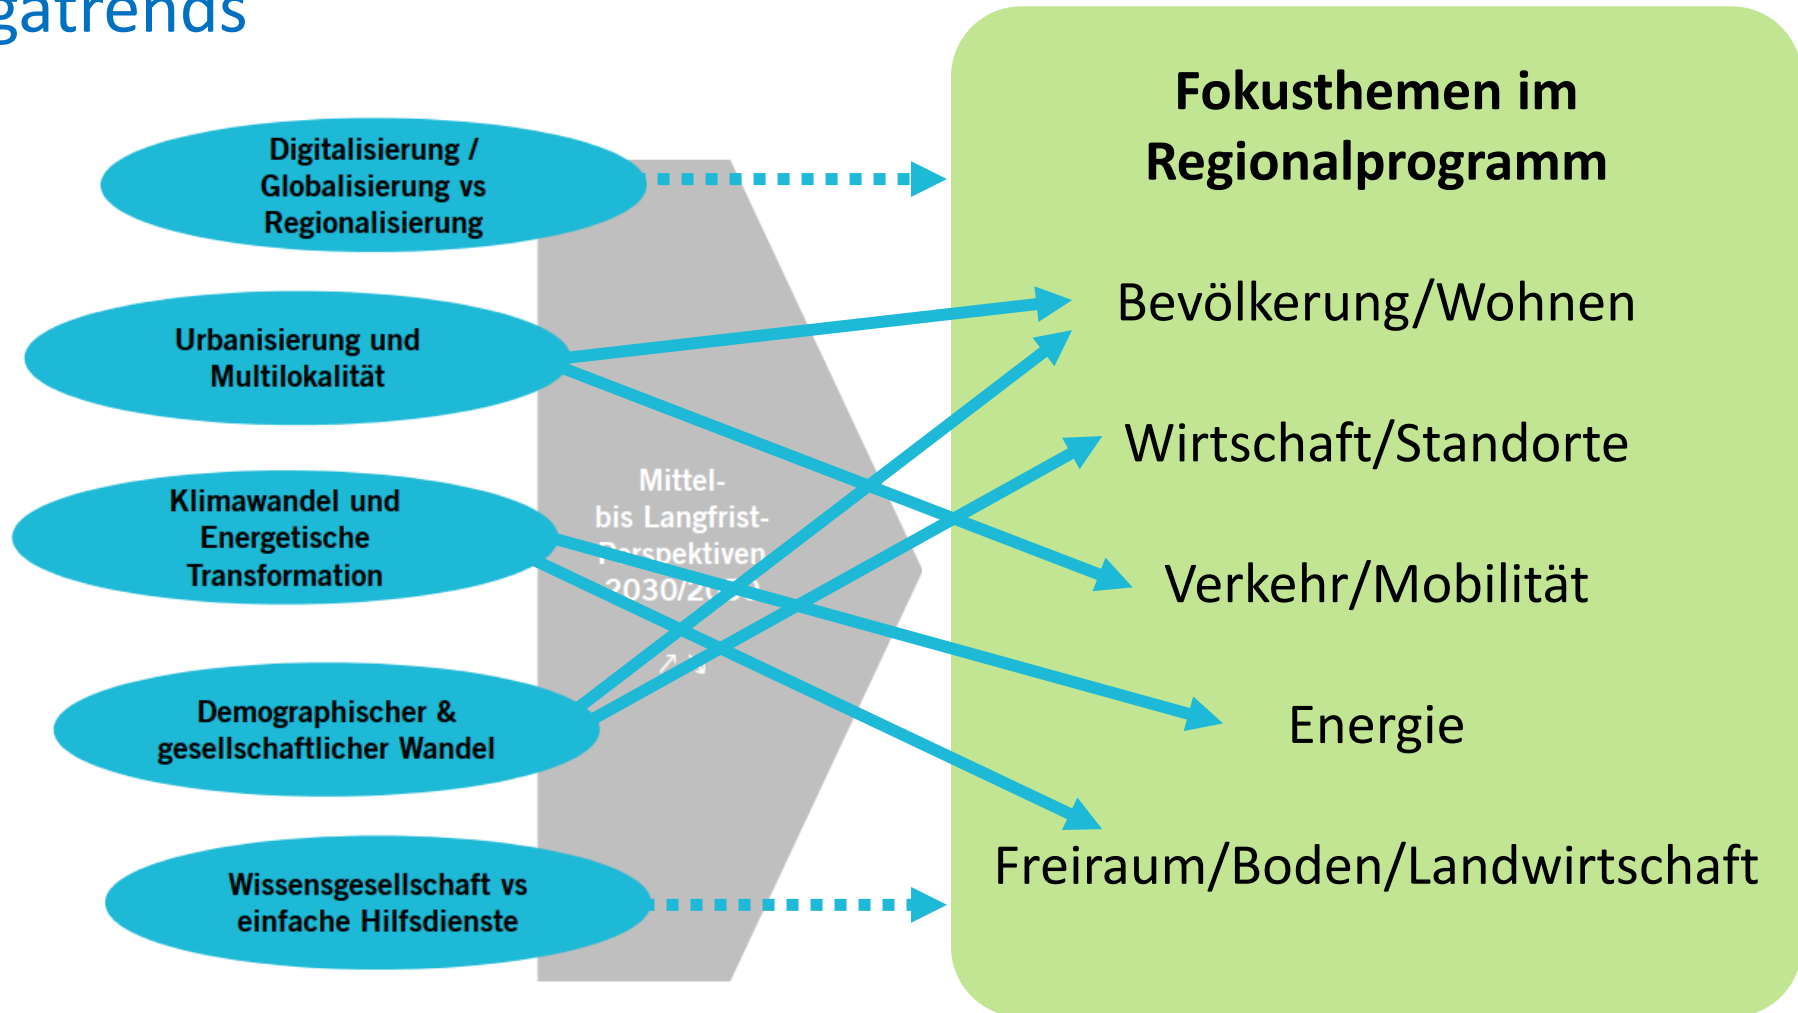 gatrends
Digitalisierung /
Globalisierung vs
Regionalisierung
Urbanisierung und
Multilokalität
Klimawandel und
Energetische
Transformation
Demographischer &
gesellschaftlicher Wandel
Wissensgesellschaft vs
einfache Hilfsdienste
Mittel-
bis Langfrist-
Perspektiven
Fokusthemen im
Regionalprogramm
Bevölkerung/Wohnen
Wirtschaft/Standorte
Verkehr/Mobilität
Energie
Freiraum/Boden/Landwirtschaft